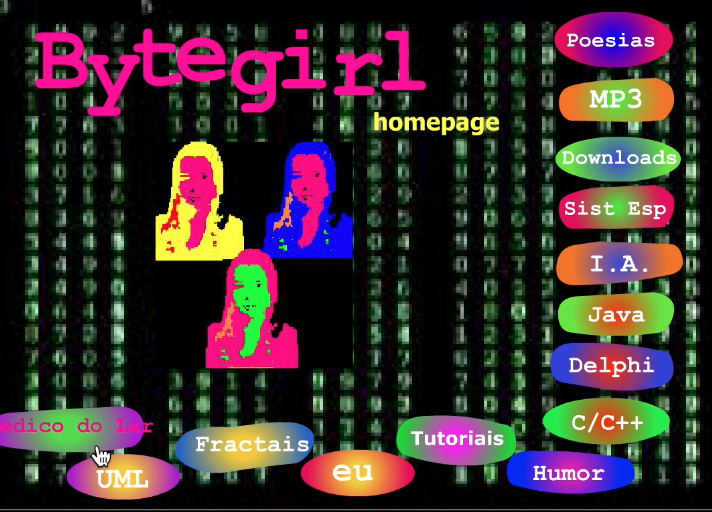 Bytegirl
homepage
Poesias
MP3
Downloads
Sist Esp
I.A.
Java
Delphi
C/C++
edico do Lar
Fractais
Tutoriais
UML
eu
Humor